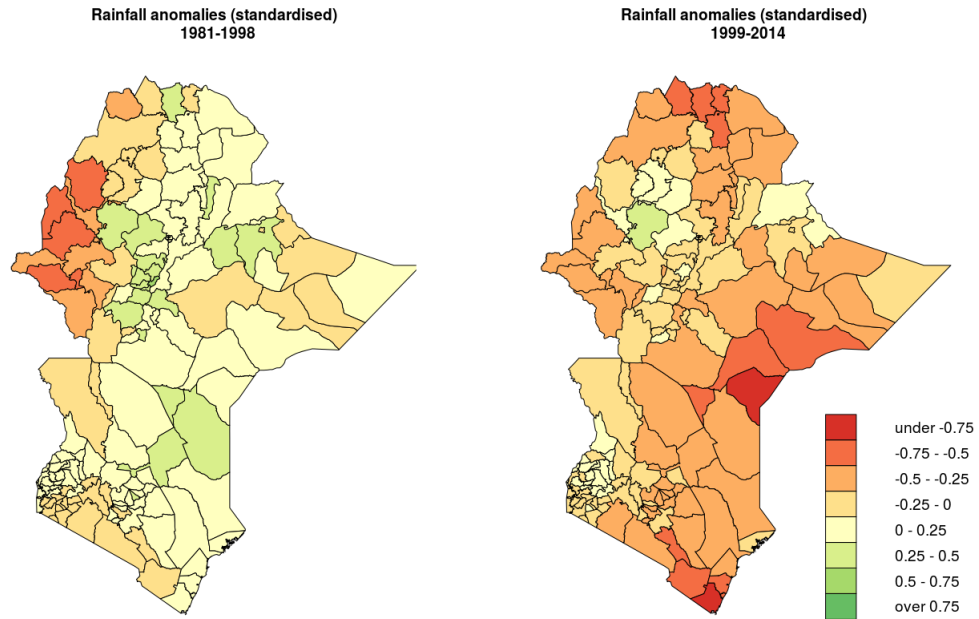 Rainfall anomalies (standardised)
1981-1998
Rainfall anomalies (standardised)
1999-2014
under -0.75
-0.75 - -0.5
-0.5 - -0.25
-0.25 - 0
0 - 0.25
0.25 - 0.5
0.5 - 0.75
over 0.75